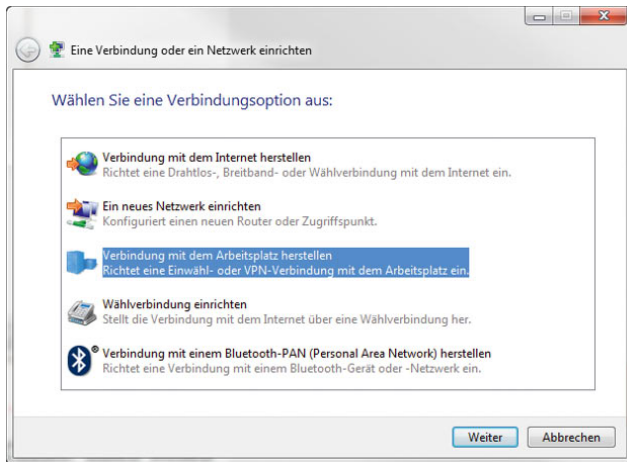 Eine Verbindung oder ein Netzwerk einrichten
Wählen Sie eine Verbindungsoption aus:
Verbindung mit dem Internet herstellen
Richtet eine Drahtlos-, Breitband- oder Wählverbindung mit dem Internet ein.
Ein neues Netzwerk einrichten
Konfiguriert einen neuen Router oder Zugriffspunkt.
Verbindung mit dem Arbeitsplatz herstellen
Richtet eine Einwähl- oder VPN-Verbindung mit dem Arbeitsplatz ein.
Wählverbindung einrichten
Stellt die Verbindung mit dem Internet über eine Wählverbindung her.
Verbindung mit einem Bluetooth-PAN (Personal Area Network) herstellen
Richtet eine Verbindung mit einem Bluetooth-Gerät oder -Netzwerk ein.
Weiter Abbrechen